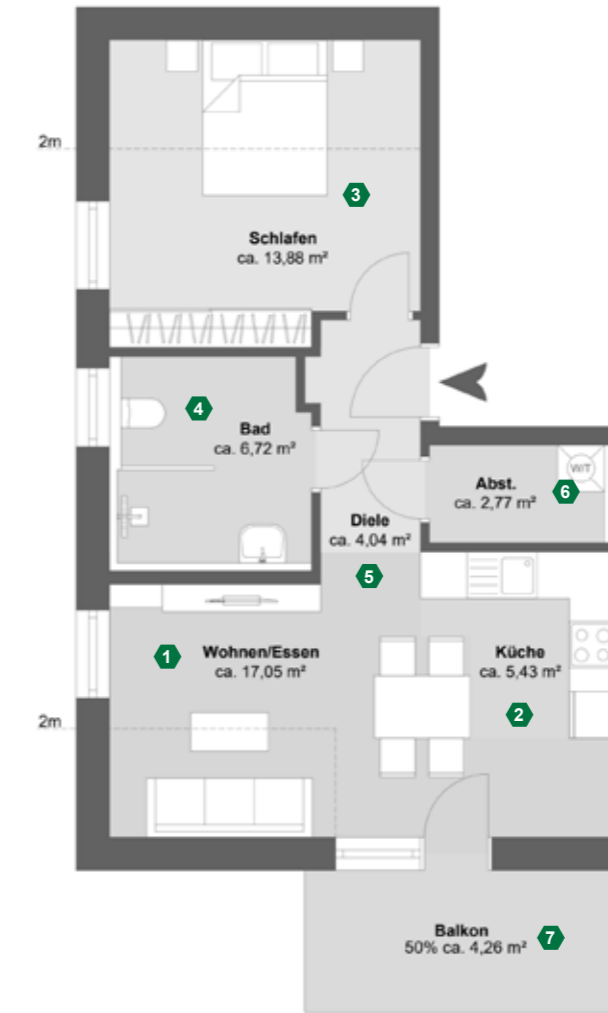 2m
3
Schlafen
ca. 13,88 m²
4
Bad
ca. 6,72 m²
W/T
Abst.
ca. 2,77 m²
6
Diele
ca. 4,04 m²
5
1
Wohnen/Essen
ca. 17,05 m²
Küche
ca. 5,43 m²
2
2m
Balkon
50% ca. 4,26 m²
7